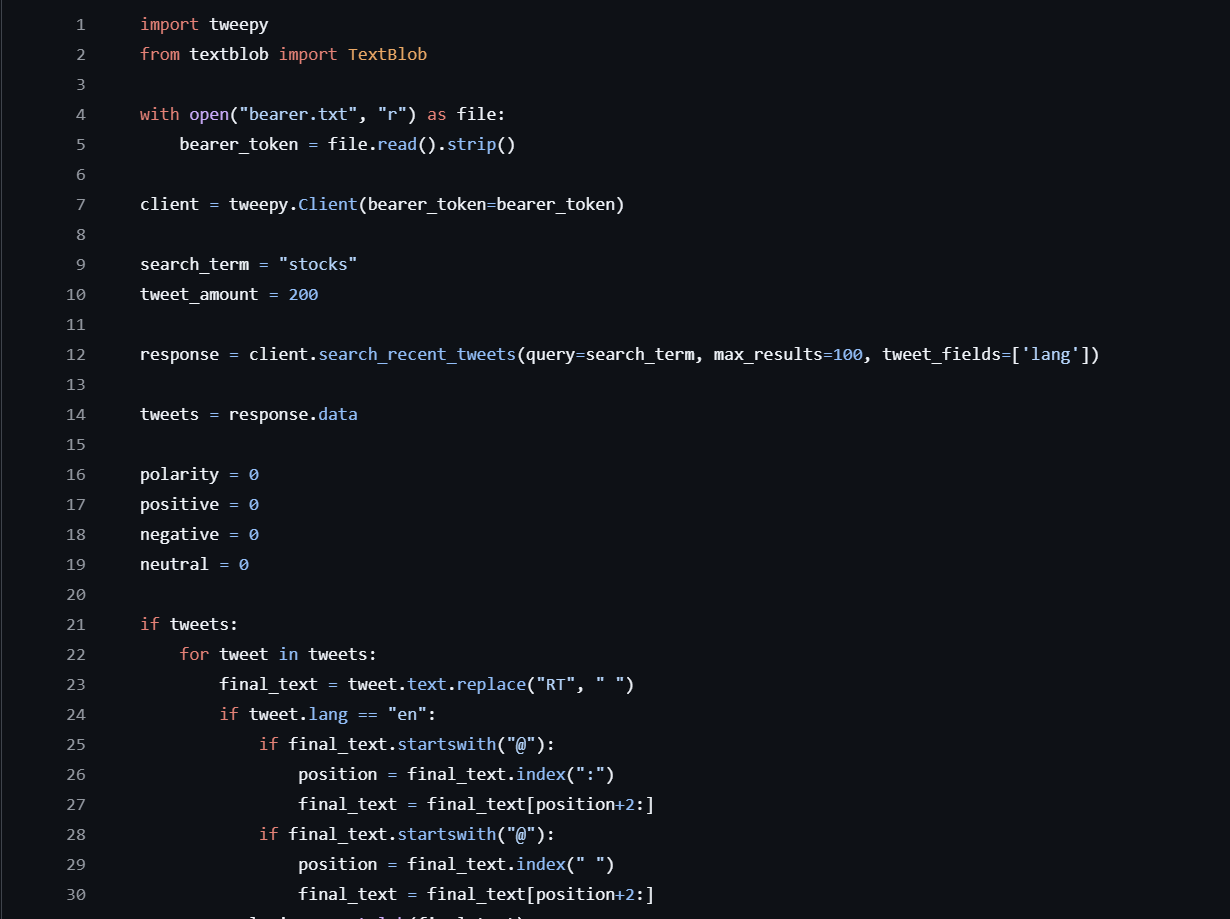 1 import tweepy
2 from textblob import TextBlob
3
4 with open("bearer.txt", "r") as file:
5     bearer_token = file.read().strip()
6
7 client = tweepy.Client(bearer_token=bearer_token)
8
9 search_term = "stocks"
10 tweet_amount = 200
11
12 response = client.search_recent_tweets(query=search_term, max_results=100, tweet_fields=['lang'])
13
14 tweets = response.data
15
16 polarity = 0
17 positive = 0
18 negative = 0
19 neutral = 0
20
21 if tweets:
22     for tweet in tweets:
23         final_text = tweet.text.replace("RT", " ")
24         if tweet.lang == "en":
25             if final_text.startswith("@"):
26                 position = final_text.index(":")
27                 final_text = final_text[position+2:]
28             if final_text.startswith("@"):
29                 position = final_text.index(" ")
30                 final_text = final_text[position+2:]